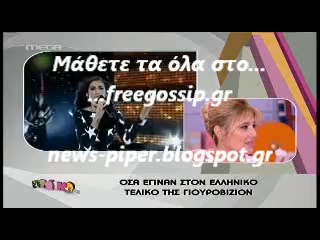 MEGA
Μάθετε τα όλα στο...
freegossip.gr
news-piper.blogspot.gr
ΟΣΑ ΕΓΙΝΑΝ ΣΤΟΝ ΕΛΛΗΝΙΚΟ
ΤΕΛΙΚΟ ΤΗΣ ΓΙΟΥΡΟΒΙΖΙΟΝ